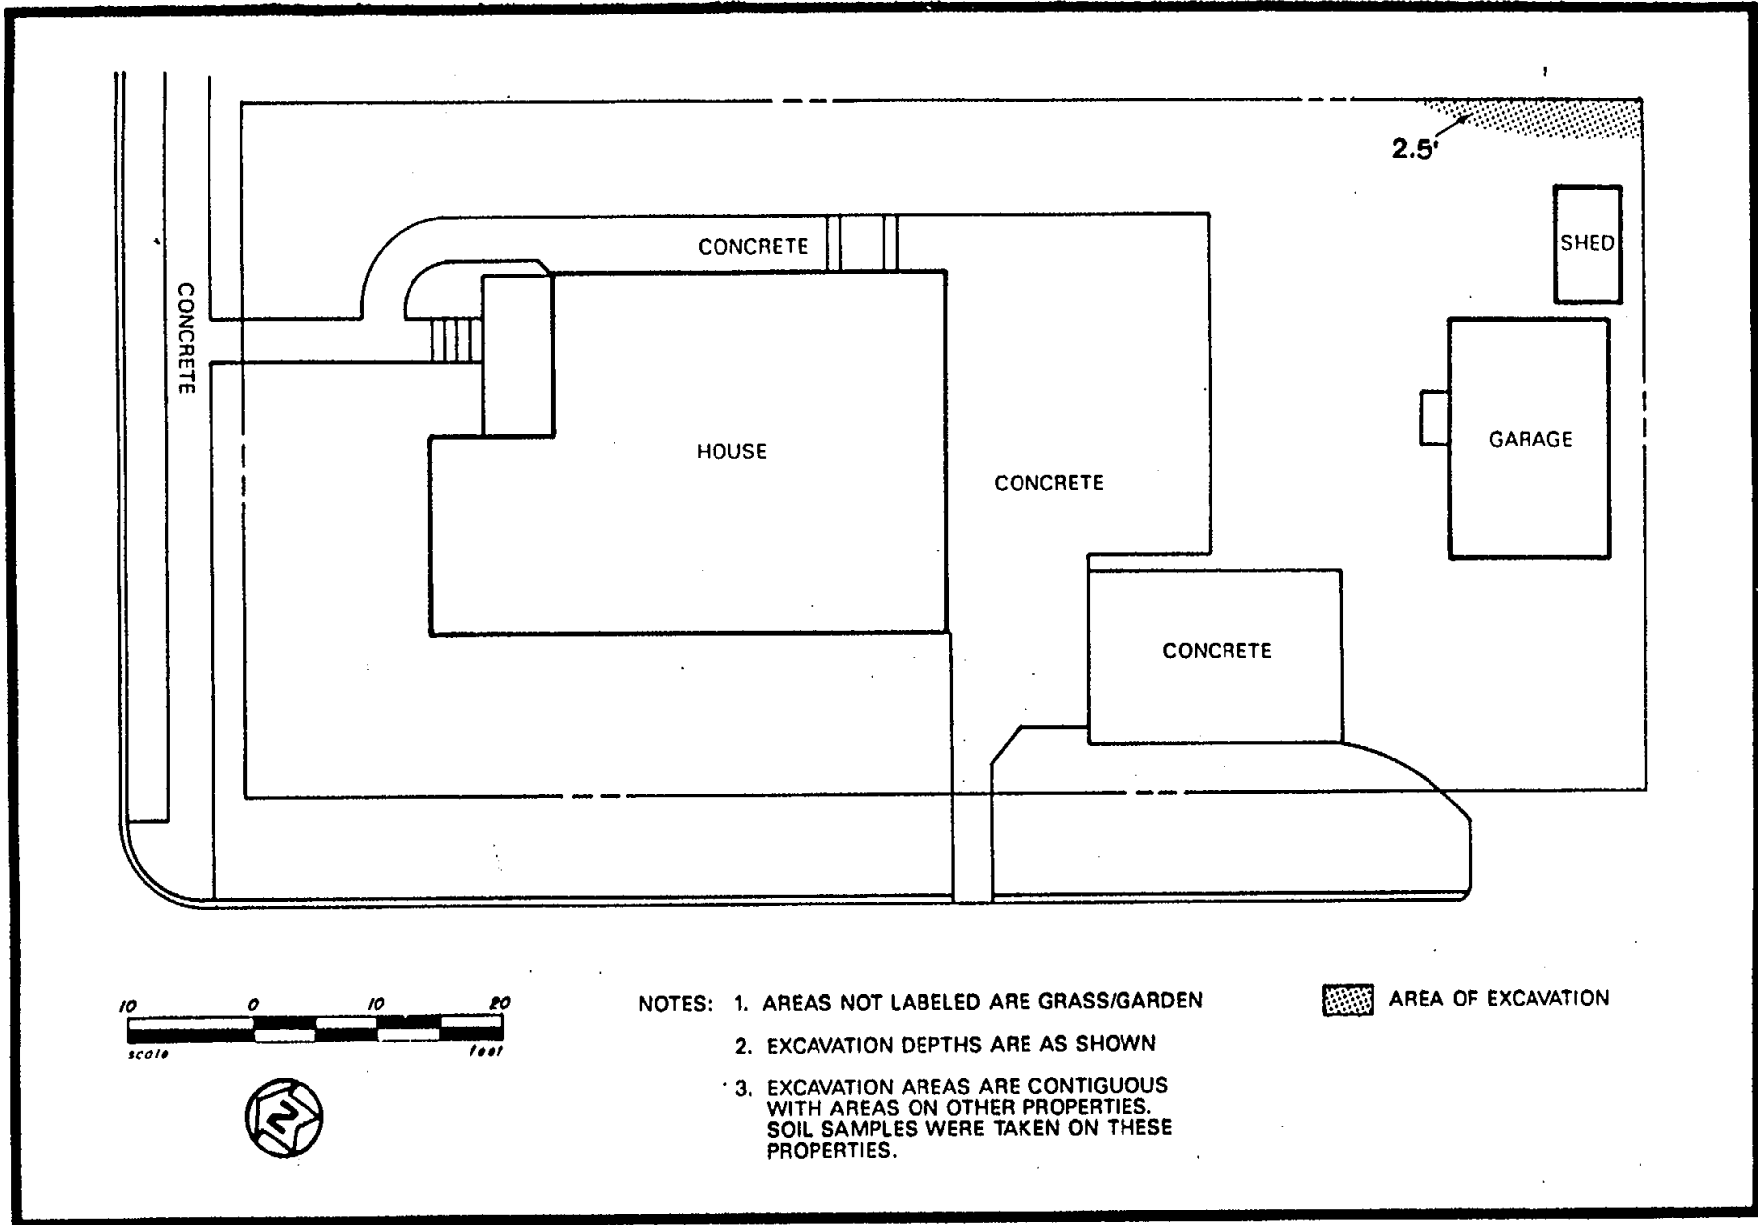 2.5'
SHED
CONCRETE
CONCRETE
GARAGE
HOUSE
CONCRETE
CONCRETE
10 0 10 20
scale feet
N
NOTES: 1. AREAS NOT LABELED ARE GRASS/GARDEN
2. EXCAVATION DEPTHS ARE AS SHOWN
3. EXCAVATION AREAS ARE CONTIGUOUS
WITH AREAS ON OTHER PROPERTIES.
SOIL SAMPLES WERE TAKEN ON THESE
PROPERTIES.
AREA OF EXCAVATION